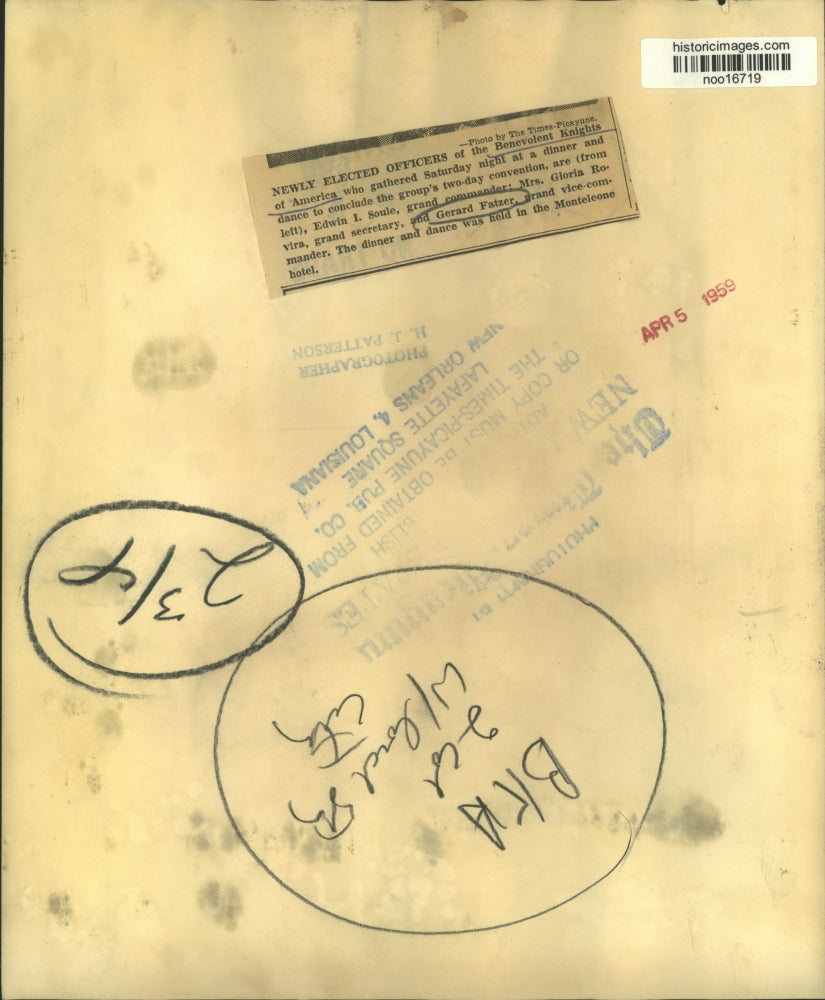 historicimages.com
noo16719
—Photo by The Times-Picayune.
NEWLY ELECTED OFFICERS of the Benevolent Knights
of America who gathered Saturday night at a dinner and
dance to conclude the group's two-day convention, are (from
left), Edwin I. Soule, grand commander; Mrs. Gloria Ro-
vira, grand secretary, and Gerard Fatzer, grand vice-com-
mander. The dinner and dance was held in the Monteleone
hotel.
APR 5 1959
PHOTOGRAPHER
H. J. PATTERSON
The
NEW
OR COPY MUST BE OBTAINED FROM
THE TIMES-PICAYUNE PUB. CO.
LAFAYETTE SQUARE
NEW ORLEANS 4, LOUISIANA
2 3/4
BKA
2-col